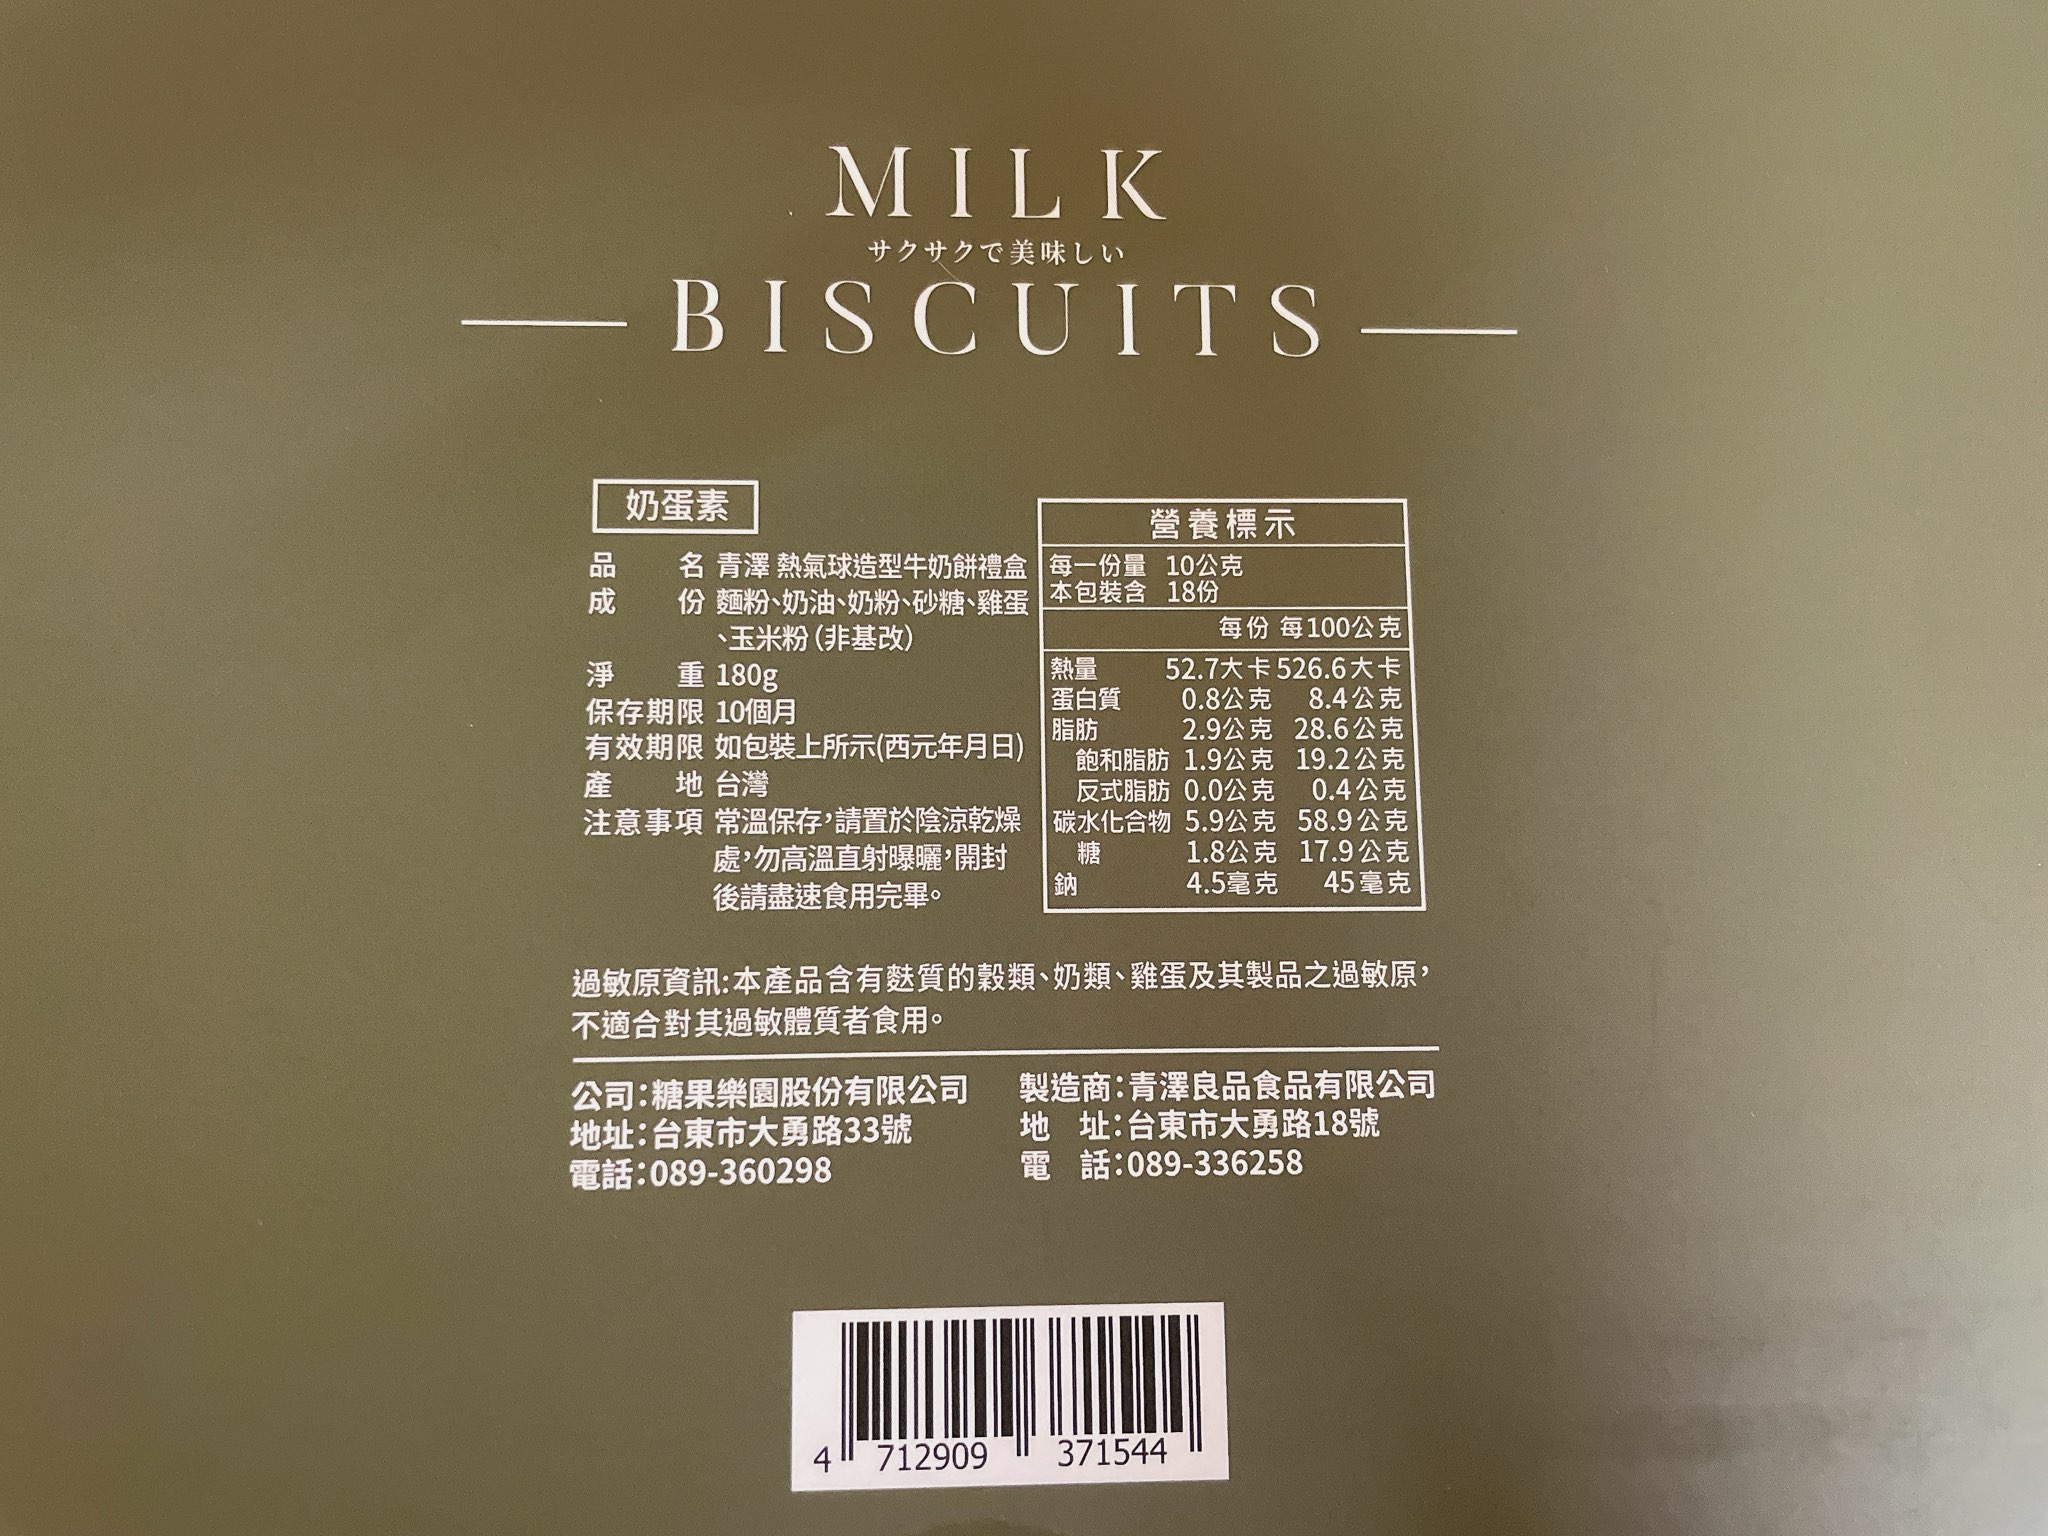 MILK
サクサクで美味しい
BISCUITS
奶蛋素
品名 青澤 熱氣球造型牛奶餅禮盒
成份 麵粉、奶油、奶粉、砂糖、雞蛋
、玉米粉(非基改)
淨重 180g
保存期限 10個月
有效期限 如包裝上所示(西元年月日)
產地 台灣
注意事項 常溫保存，請置於陰涼乾燥
處，勿高溫直射曝曬，開封
後請盡速食用完畢。
營養標示
每一份量 10公克
本包裝含 18份
每份 每100公克
熱量 52.7大卡 526.6大卡
蛋白質 0.8公克 8.4公克
脂肪 2.9公克 28.6公克
飽和脂肪 1.9公克 19.2公克
反式脂肪 0.0公克 0.4公克
碳水化合物 5.9公克 58.9公克
糖 1.8公克 17.9公克
鈉 4.5毫克 45毫克
過敏原資訊:本產品含有麩質的穀類、奶類、雞蛋及其製品之過敏原，
不適合對其過敏體質者食用。
公司：糖果樂園股份有限公司
地址：台東市大勇路33號
電話：089-360298
製造商：青澤良品食品有限公司
地址：台東市大勇路18號
電話：089-336258
4 712909 371544